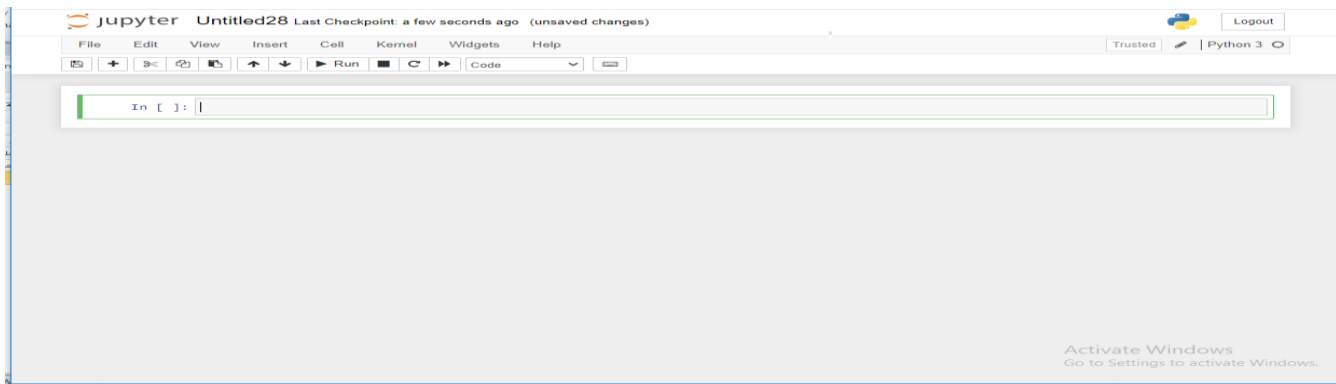 Jupyter Untitled28 Last Checkpoint: a few seconds ago (unsaved changes) Logout
File Edit View Insert Cell Kernel Widgets Help Trusted Python 3
Run Code
In [ ]:
Activate Windows
Go to Settings to activate Windows.